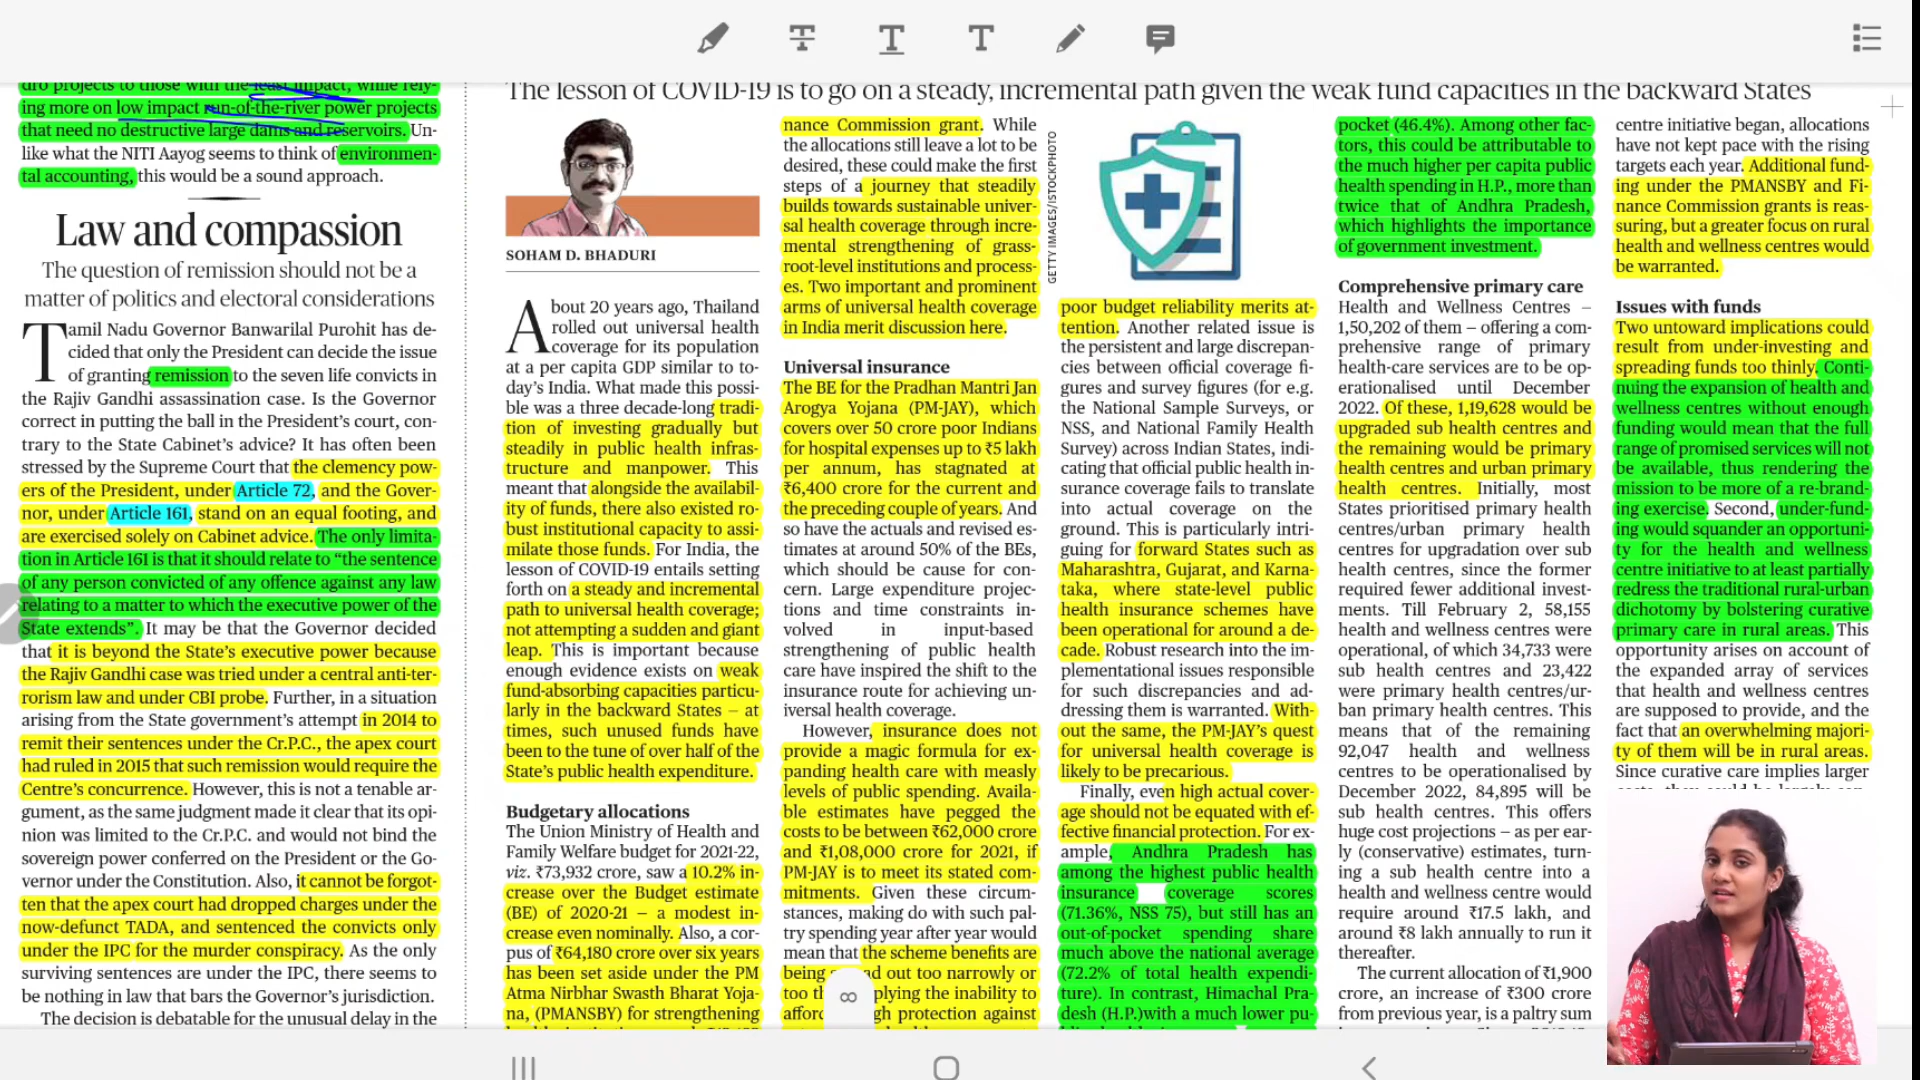 dro projects to those with the least impact, while rely-
ing more on low impact run-of-the-river power projects
that need no destructive large dams and reservoirs. Un-
like what the NITI Aayog seems to think of environmen-
tal accounting, this would be a sound approach.
Law and compassion
The question of remission should not be a
matter of politics and electoral considerations
Tamil Nadu Governor Banwarilal Purohit has de-
cided that only the President can decide the issue
of granting remission to the seven life convicts in
the Rajiv Gandhi assassination case. Is the Governor
correct in putting the ball in the President's court, con-
trary to the State Cabinet's advice? It has often been
stressed by the Supreme Court that the clemency pow-
ers of the President, under Article 72, and the Gover-
nor, under Article 161, stand on an equal footing, and
are exercised solely on Cabinet advice. The only limita-
tion in Article 161 is that it should relate to “the sentence
of any person convicted of any offence against any law
relating to a matter to which the executive power of the
State extends”. It may be that the Governor decided
that it is beyond the State's executive power because
the Rajiv Gandhi case was tried under a central anti-ter-
rorism law and under CBI probe. Further, in a situation
arising from the State government's attempt in 2014 to
remit their sentences under the Cr.P.C., the apex court
had ruled in 2015 that such remission would require the
Centre's concurrence. However, this is not a tenable ar-
gument, as the same judgment made it clear that its opi-
nion was limited to the Cr.P.C. and would not bind the
sovereign power conferred on the President or the Go-
vernor under the Constitution. Also, it cannot be forgot-
ten that the apex court had dropped charges under the
now-defunct TADA, and sentenced the convicts only
under the IPC for the murder conspiracy. As the only
surviving sentences are under the IPC, there seems to
be nothing in law that bars the Governor's jurisdiction.
The decision is debatable for the unusual delay in the
The lesson of COVID-19 is to go on a steady, incremental path given the weak fund capacities in the backward States
SOHAM D. BHADURI
About 20 years ago, Thailand
rolled out universal health
coverage for its population
at a per capita GDP similar to to-
day's India. What made this possi-
ble was a three decade-long tradi-
tion of investing gradually but
steadily in public health infras-
tructure and manpower. This
meant that alongside the availabil-
ity of funds, there also existed ro-
bust institutional capacity to assi-
milate those funds. For India, the
lesson of COVID-19 entails setting
forth on a steady and incremental
path to universal health coverage;
not attempting a sudden and giant
leap. This is important because
enough evidence exists on weak
fund-absorbing capacities particu-
larly in the backward States – at
times, such unused funds have
been to the tune of over half of the
State's public health expenditure.
Budgetary allocations
The Union Ministry of Health and
Family Welfare budget for 2021-22,
viz. ₹73,932 crore, saw a 10.2% in-
crease over the Budget estimate
(BE) of 2020-21 – a modest in-
crease even nominally. Also, a cor-
pus of ₹64,180 crore over six years
has been set aside under the PM
Atma Nirbhar Swasth Bharat Yoja-
na, (PMANSBY) for strengthening
nance Commission grant. While
the allocations still leave a lot to be
desired, these could make the first
steps of a journey that steadily
builds towards sustainable univer-
sal health coverage through incre-
mental strengthening of grass-
root-level institutions and process-
es. Two important and prominent
arms of universal health coverage
in India merit discussion here.
Universal insurance
The BE for the Pradhan Mantri Jan
Arogya Yojana (PM-JAY), which
covers over 50 crore poor Indians
for hospital expenses up to ₹5 lakh
per annum, has stagnated at
₹6,400 crore for the current and
the preceding couple of years. And
so have the actuals and revised es-
timates at around 50% of the BEs,
which should be cause for con-
cern. Large expenditure projec-
tions and time constraints in-
volved in input-based
strengthening of public health
care have inspired the shift to the
insurance route for achieving un-
iversal health coverage.
However, insurance does not
provide a magic formula for ex-
panding health care with measly
levels of public spending. Availa-
ble estimates have pegged the
costs to be between ₹62,000 crore
and ₹1,08,000 crore for 2021, if
PM-JAY is to meet its stated com-
mitments. Given these circum-
stances, making do with such pal-
try spending year after year would
mean that the scheme benefits are
being out too narrowly or
too the inability to
protection against
GETTY IMAGES/ISTOCKPHOTO
poor budget reliability merits at-
tention. Another related issue is
the persistent and large discrepan-
cies between official coverage fi-
gures and survey figures (for e.g.
the National Sample Surveys, or
NSS, and National Family Health
Survey) across Indian States, indi-
cating that official public health in-
surance coverage fails to translate
into actual coverage on the
ground. This is particularly intri-
guing for forward States such as
Maharashtra, Gujarat, and Karna-
taka, where state-level public
health insurance schemes have
been operational for around a de-
cade. Robust research into the im-
plementational issues responsible
for such discrepancies and ad-
dressing them is warranted. With-
out the same, the PM-JAY's quest
for universal health coverage is
likely to be precarious.
Finally, even high actual cover-
age should not be equated with ef-
fective financial protection. For ex-
ample, Andhra Pradesh has
among the highest public health
insurance coverage scores
(71.36%, NSS 75), but still has an
out-of-pocket spending share
much above the national average
(72.2% of total health expendi-
ture). In contrast, Himachal Pra-
desh (H.P.)with a much lower pu-
pocket (46.4%). Among other fac-
tors, this could be attributable to
the much higher per capita public
health spending in H.P., more than
twice that of Andhra Pradesh,
which highlights the importance
of government investment.
Comprehensive primary care
Health and Wellness Centres –
1,50,202 of them – offering a com-
prehensive range of primary
health-care services are to be op-
erationalised until December
2022. Of these, 1,19,628 would be
upgraded sub health centres and
the remaining would be primary
health centres and urban primary
health centres. Initially, most
States prioritised primary health
centres/urban primary health
centres for upgradation over sub
health centres, since the former
required fewer additional invest-
ments. Till February 2, 58,155
health and wellness centres were
operational, of which 34,733 were
sub health centres and 23,422
were primary health centres/ur-
ban primary health centres. This
means that of the remaining
92,047 health and wellness
centres to be operationalised by
December 2022, 84,895 will be
sub health centres. This offers
huge cost projections – as per ear-
ly (conservative) estimates, turn-
ing a sub health centre into a
health and wellness centre would
require around ₹17.5 lakh, and
around ₹8 lakh annually to run it
thereafter.
The current allocation of ₹1,900
crore, an increase of ₹300 crore
from previous year, is a paltry sum
centre initiative began, allocations
have not kept pace with the rising
targets each year. Additional fund-
ing under the PMANSBY and Fi-
nance Commission grants is reas-
suring, but a greater focus on rural
health and wellness centres would
be warranted.
Issues with funds
Two untoward implications could
result from under-investing and
spreading funds too thinly. Conti-
nuing the expansion of health and
wellness centres without enough
funding would mean that the full
range of promised services will not
be available, thus rendering the
mission to be more of a re-brand-
ing exercise. Second, under-fund-
ing would squander an opportuni-
ty for the health and wellness
centre initiative to at least partially
redress the traditional rural-urban
dichotomy by bolstering curative
primary care in rural areas. This
opportunity arises on account of
the expanded array of services
that health and wellness centres
are supposed to provide, and the
fact that an overwhelming majori-
ty of them will be in rural areas.
Since curative care implies larger